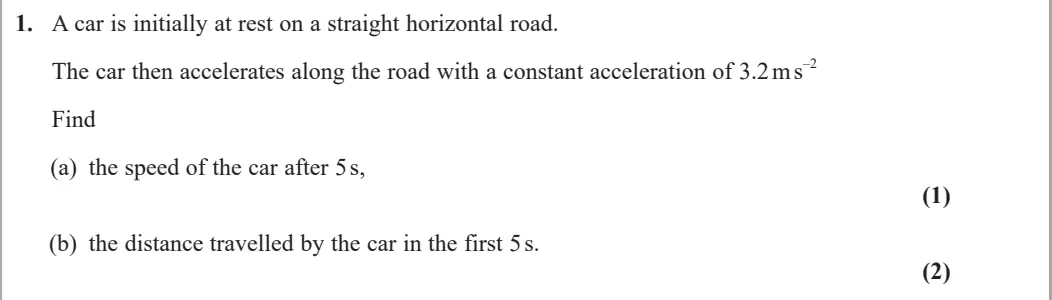 1. A car is initially at rest on a straight horizontal road.
The car then accelerates along the road with a constant acceleration of 3.2 m s⁻²
Find
(a) the speed of the car after 5 s,
(1)
(b) the distance travelled by the car in the first 5 s.
(2)